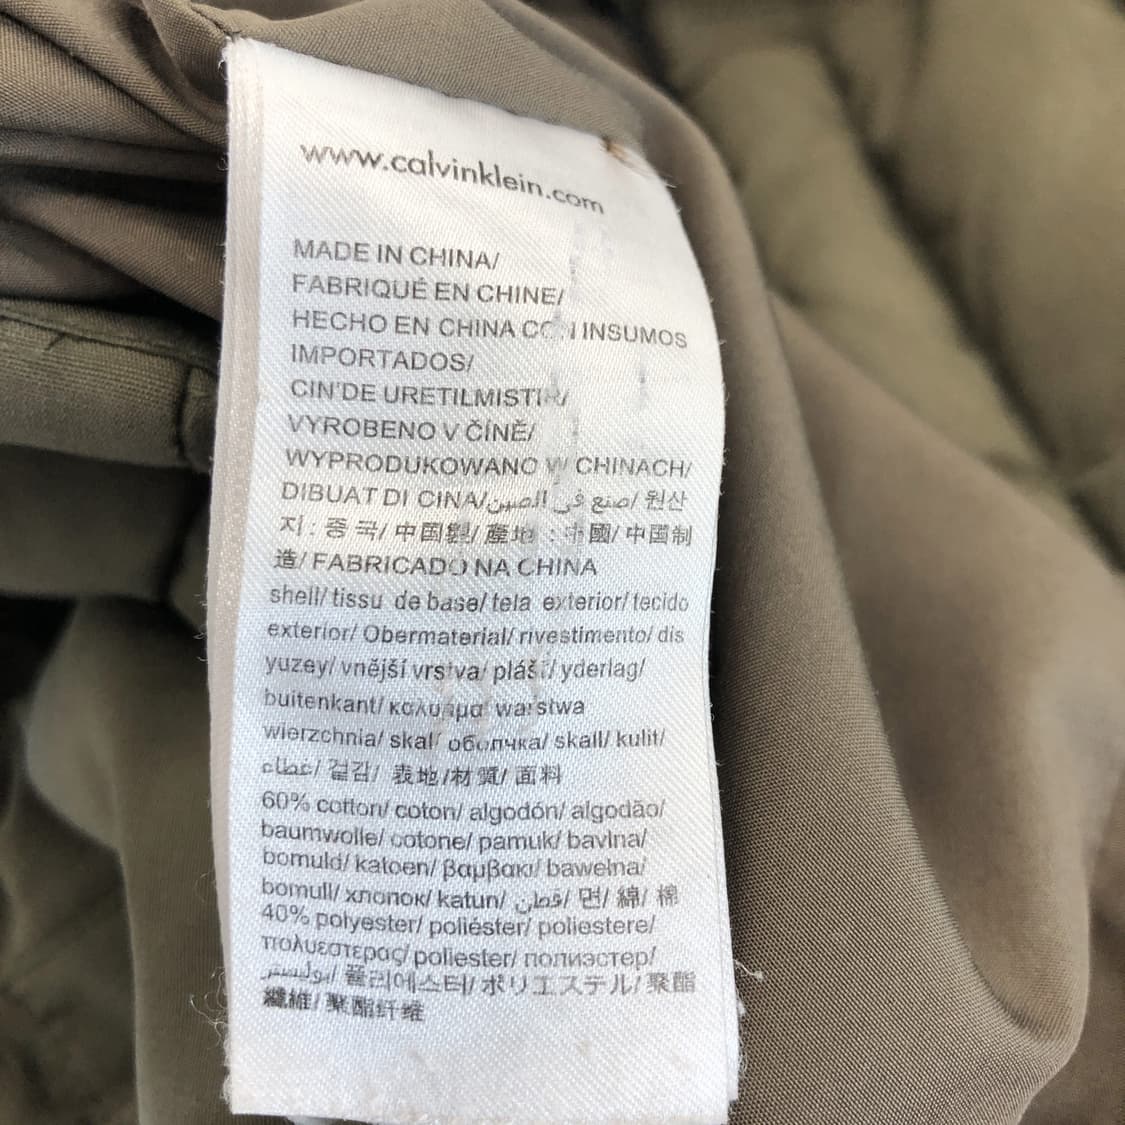 www.calvinklein.com
MADE IN CHINA/
FABRIQUÉ EN CHINE/
HECHO EN CHINA CON INSUMOS
IMPORTADOS/
CIN'DE URETILMISTIR/
VYROBENO V ČÍNĚ/
WYPRODUKOWANO W CHINACH/
DIBUAT DI CINA/صنع في الصين/ 원산
지: 중국/ 中国製/ 產地 : 中國/ 中国制
造/ FABRICADO NA CHINA
shell/ tissu de base/ tela exterior/ tecido
exterior/ Obermaterial/ rivestimento/ dis
yuzey/ vnější vrstva/ plášť/ yderlag/
buitenkant/ κάλυμμα/ warstwa
wierzchnia/ skal/ оболчка/ skall/ kulit/
غطاء/ 겉감/ 表地/材質/ 面料
60% cotton/ coton/ algodón/ algodão/
baumwolle/ cotone/ pamuk/ bavlna/
bomuld/ katoen/ βαμβακι/ bawełna/
bomull/ хлопок/ katun/ قطن/ 면/ 綿/ 棉
40% polyester/ poliéster/ poliestere/
πολυεστερας/ poliester/ полиэстер/
بوليستر/ 폴리에스터/ ポリエステル/ 聚酯
纖維/ 聚酯纤维